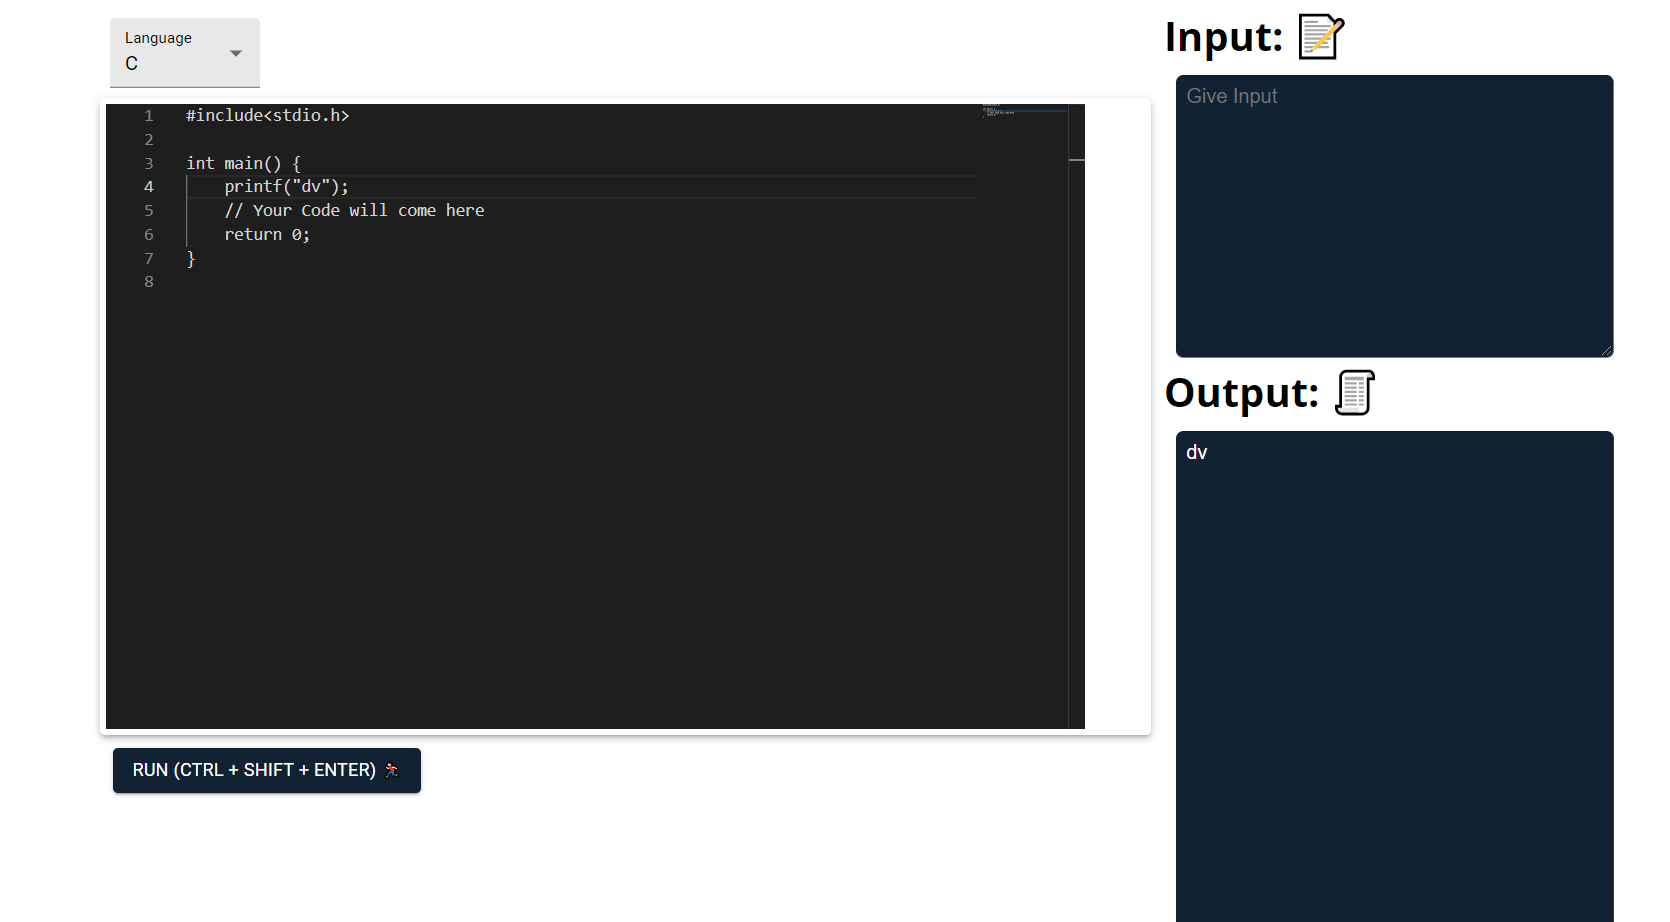 Language
C
1 #include<stdio.h>
2
3 int main() {
4     printf("dv");
5     // Your Code will come here
6     return 0;
7 }
8
RUN (CTRL + SHIFT + ENTER)
Input:
Give Input
Output:
dv